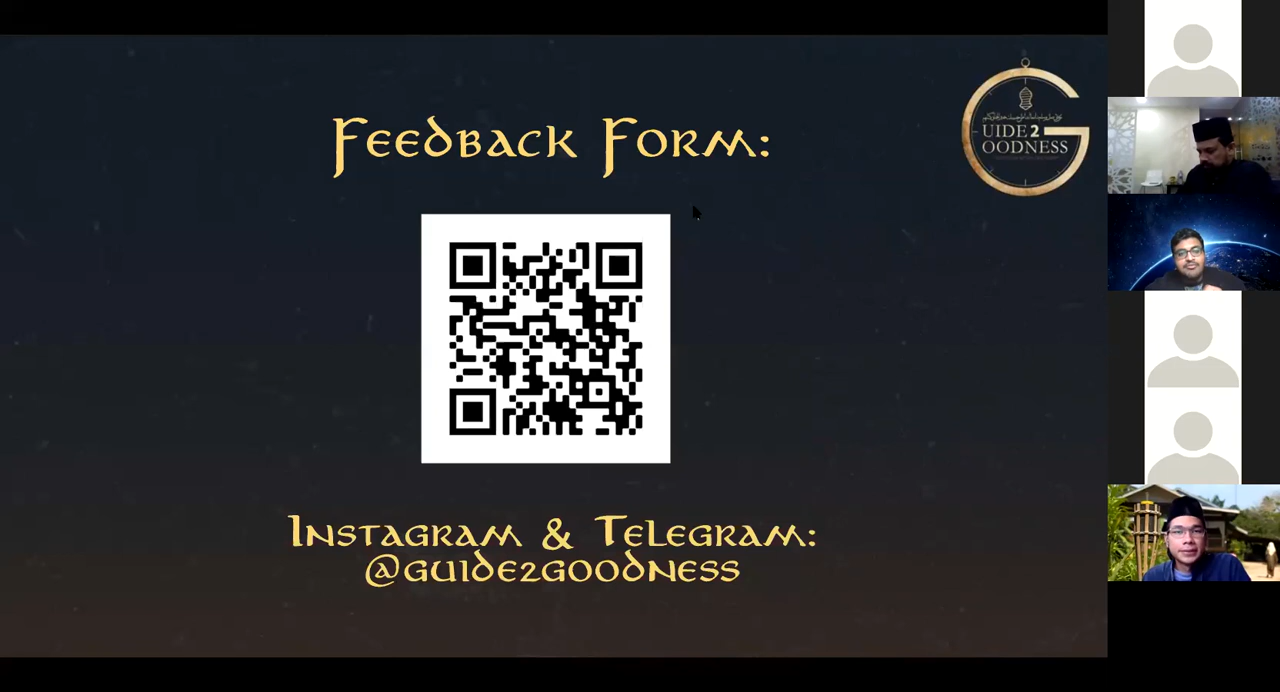 Feedback Form:
UIDE2
OODNESS
Instagram & Telegram:
@guide2goodness